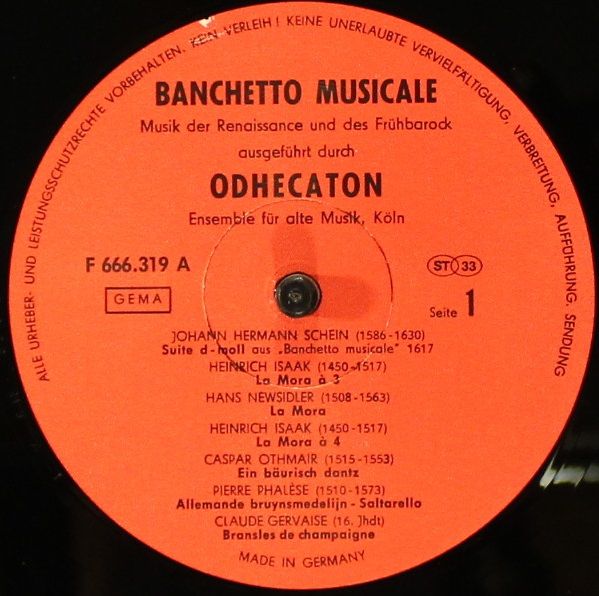 ALLE URHEBER- UND LEISTUNGSSCHUTZRECHTE VORBEHALTEN. KEIN VERLEIH! KEINE UNERLAUBTE VERVIELFÄLTIGUNG, VERBREITUNG, AUFFÜHRUNG, SENDUNG
BANCHETTO MUSICALE
Musik der Renaissance und des Frühbarock
ausgeführt durch
ODHECATON
Ensemble für alte Musik, Köln
F 666.319 A
ST 33
GEMA
Seite 1
JOHANN HERMANN SCHEIN (1586-1630)
Suite d-moll aus „Banchetto musicale" 1617
HEINRICH ISAAK (1450-1517)
La Mora à 3
HANS NEWSIDLER (1508-1563)
La Mora
HEINRICH ISAAK (1450-1517)
La Mora à 4
CASPAR OTHMAIR (1515-1553)
Ein bäurisch dantz
PIERRE PHALÈSE (1510-1573)
Allemande bruynsmedelijn - Saltarello
CLAUDE GERVAISE (16. Jhdt)
Bransles de champaigne
MADE IN GERMANY